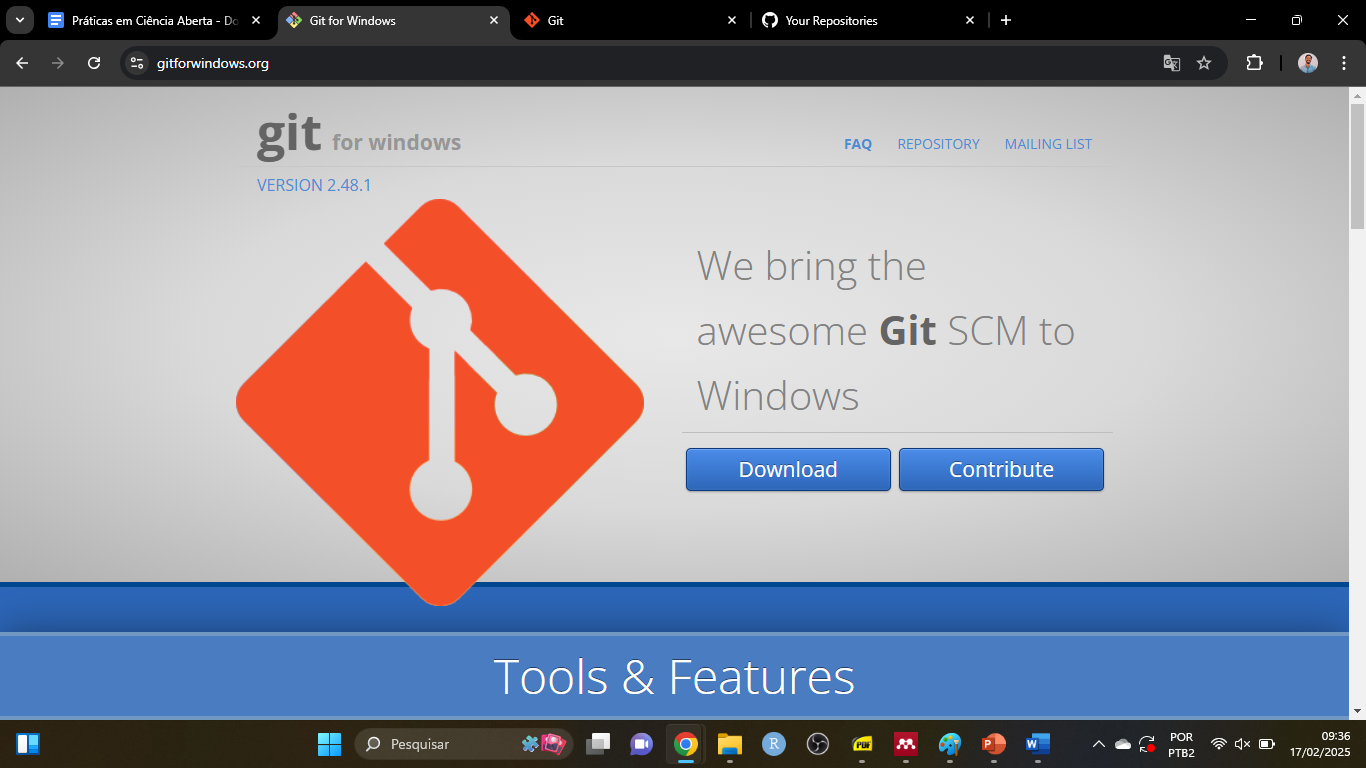 Práticas em Ciência Aberta - Do
Git for Windows
Git
Your Repositories
gitforwindows.org
git for windows
FAQ
REPOSITORY
MAILING LIST
VERSION 2.48.1
We bring the
awesome Git SCM to
Windows
Download
Contribute
Tools & Features
Pesquisar
R
PDF
P
W
POR
PTB2
09:36
17/02/2025